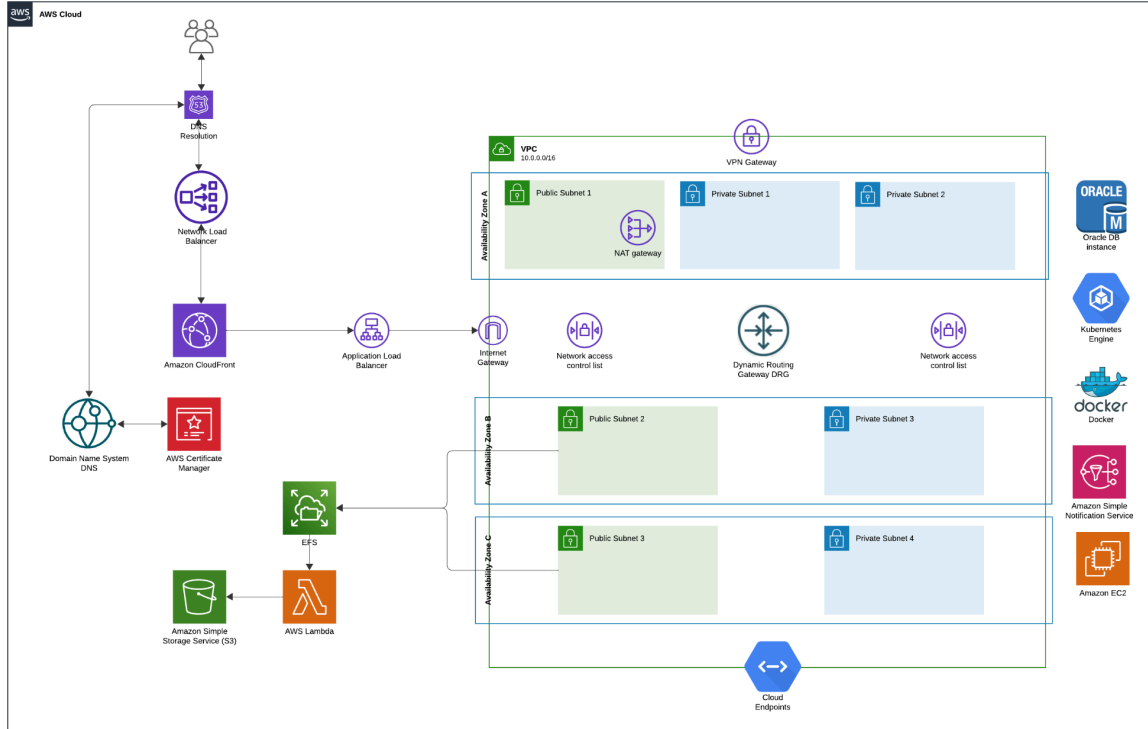 aws
AWS Cloud
53
DNS
Resolution
Network Load
Balancer
Amazon CloudFront
Application Load
Balancer
Internet
Gateway
Domain Name System
DNS
AWS Certificate
Manager
EFS
Amazon Simple
Storage Service (S3)
AWS Lambda
VPC
10.0.0.0/16
VPN Gateway
Availability Zone A
Public Subnet 1
NAT gateway
Private Subnet 1
Private Subnet 2
Network access
control list
Dynamic Routing
Gateway DRG
Network access
control list
Availability Zone B
Public Subnet 2
Private Subnet 3
Availability Zone C
Public Subnet 3
Private Subnet 4
Cloud
Endpoints
ORACLE
M
Oracle DB
instance
Kubernetes
Engine
docker
Docker
Amazon Simple
Notification Service
Amazon EC2